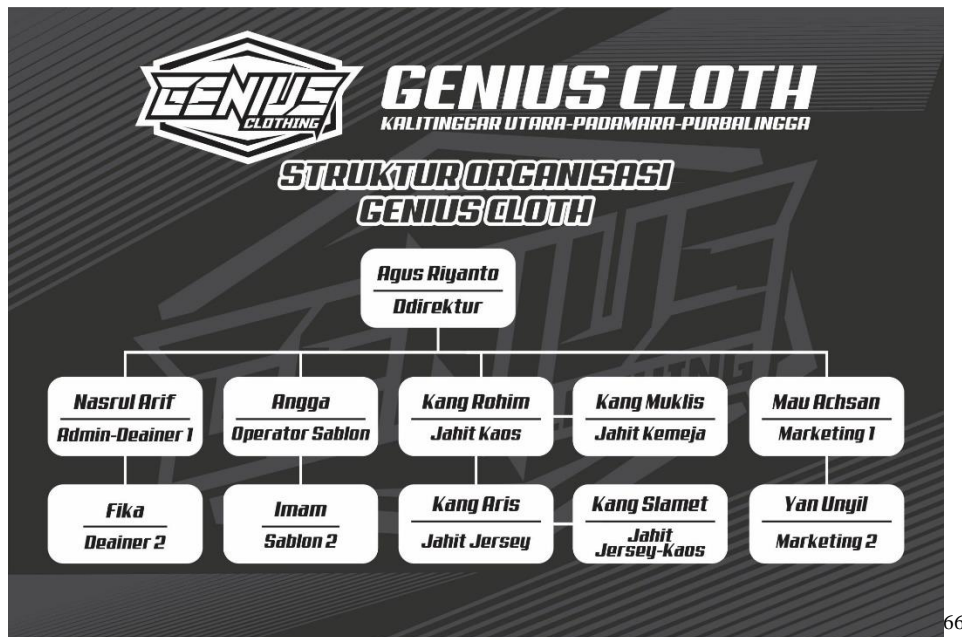 GENIUS
CLOTHING
GENIUS CLOTH
KALITINGGAR UTARA-PADAMARA-PURBALINGGA
STRUKTUR ORGANISASI
GENIUS CLOTH
Agus Riyanto
Ddirektur
Nasrul Arif
Admin-Deainer 1
Angga
Operator Sablon
Kang Rohim
Jahit Kaos
Kang Muklis
Jahit Kemeja
Mau Achsan
Marketing 1
Fika
Deainer 2
Imam
Sablon 2
Kang Aris
Jahit Jersey
Kang Slamet
Jahit
Jersey-Kaos
Yan Unyil
Marketing 2
66